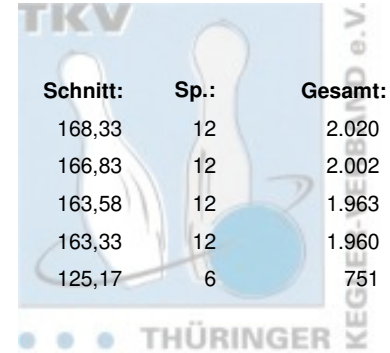 TKV
Schnitt: Sp.: Gesamt:
168,33 12 2.020
166,83 12 2.002
163,58 12 1.963
163,33 12 1.960
125,17 6 751
THÜRINGER
KEGLER-VERBAND e.V.